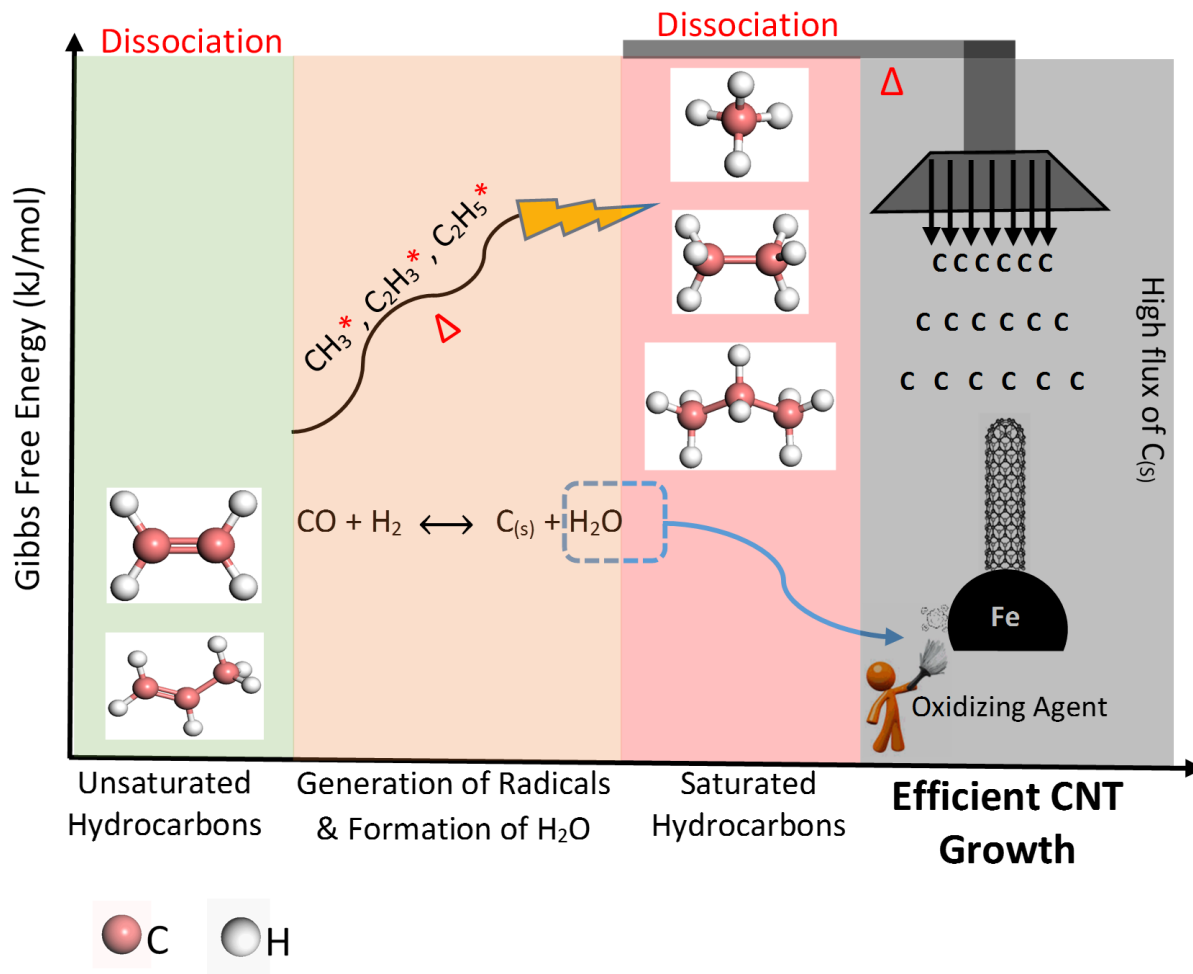 Gibbs Free Energy (kJ/mol)
Dissociation
Dissociation
Δ
CH₃*, C₂H₃*, C₂H₅*
Δ
C C C C C C
C C C C C C
C C C C C C
High flux of C₍ₛ₎
CO + H₂ ⟷ C₍ₛ₎ + H₂O
Fe
Oxidizing Agent
Unsaturated
Hydrocarbons
Generation of Radicals
& Formation of H₂O
Saturated
Hydrocarbons
Efficient CNT
Growth
C
H